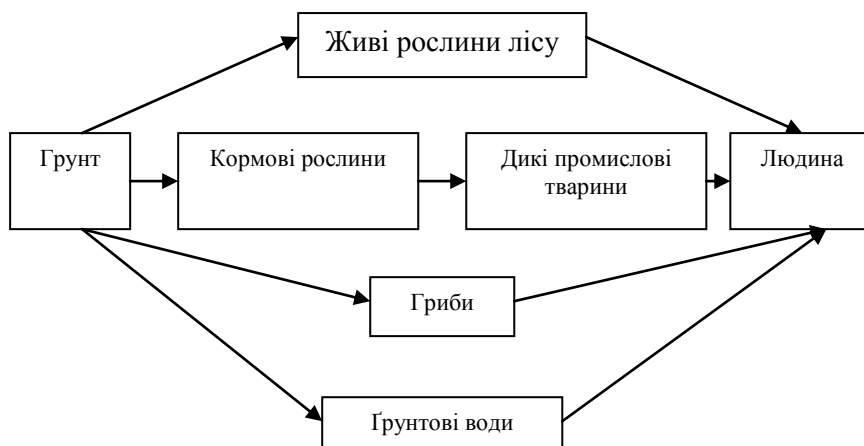 Живі рослини лісу
Грунт
Кормові рослини
Дикі промислові
тварини
Людина
Гриби
Ґрунтові води